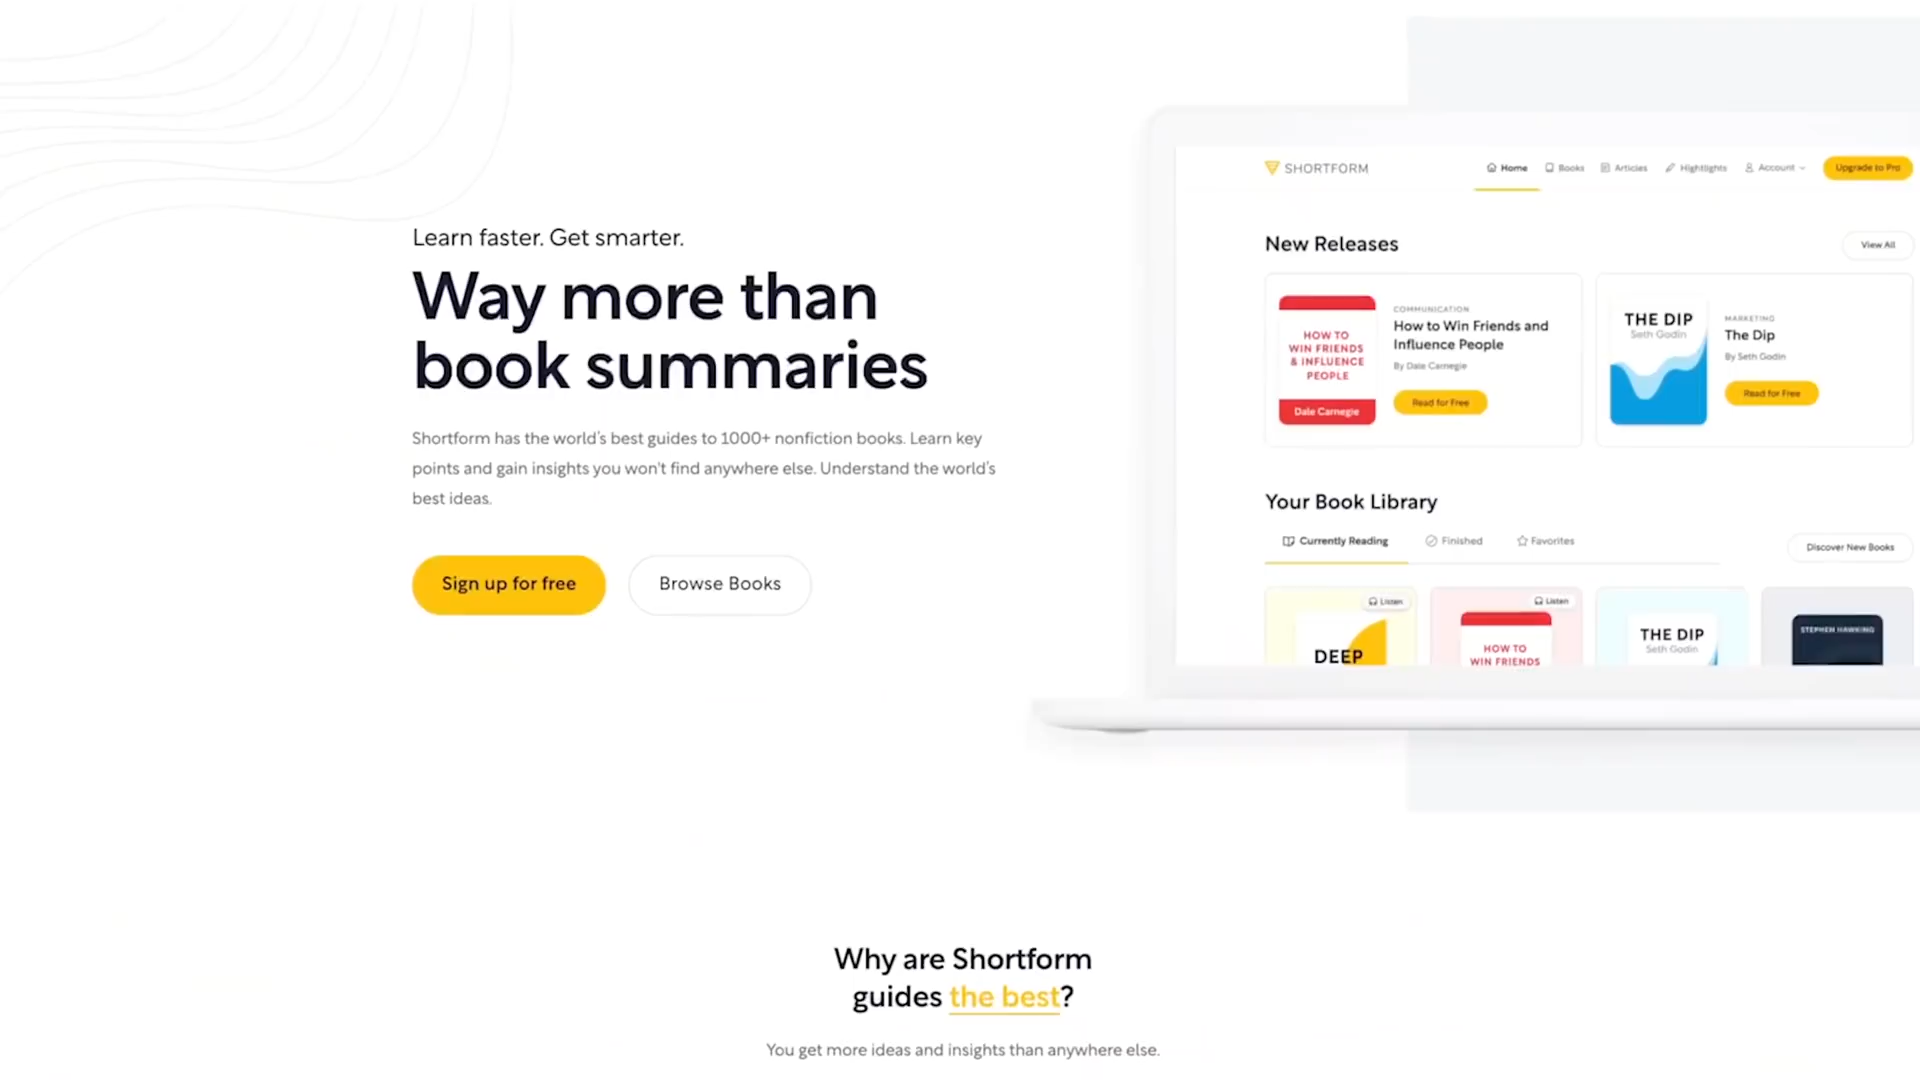 Learn faster. Get smarter.
Way more than
book summaries
Shortform has the world's best guides to 1000+ nonfiction books. Learn key
points and gain insights you won't find anywhere else. Understand the world's
best ideas.
Sign up for free
Browse Books
SHORTFORM
Home
Books
Articles
Hightlights
Account
Upgrade to Pro
New Releases
View All
HOW TO
WIN FRIENDS
& INFLUENCE
PEOPLE
Dale Carnegie
COMMUNICATION
How to Win Friends and
Influence People
By Dale Carnegie
Read for Free
THE DIP
Seth Godin
MARKETING
The Dip
By Seth Godin
Read for Free
Your Book Library
Currently Reading
Finished
Favorites
Discover New Books
Listen
DEEP
Listen
HOW TO
WIN FRIENDS
THE DIP
Seth Godin
STEPHEN HAWKING
Why are Shortform
guides the best?
You get more ideas and insights than anywhere else.